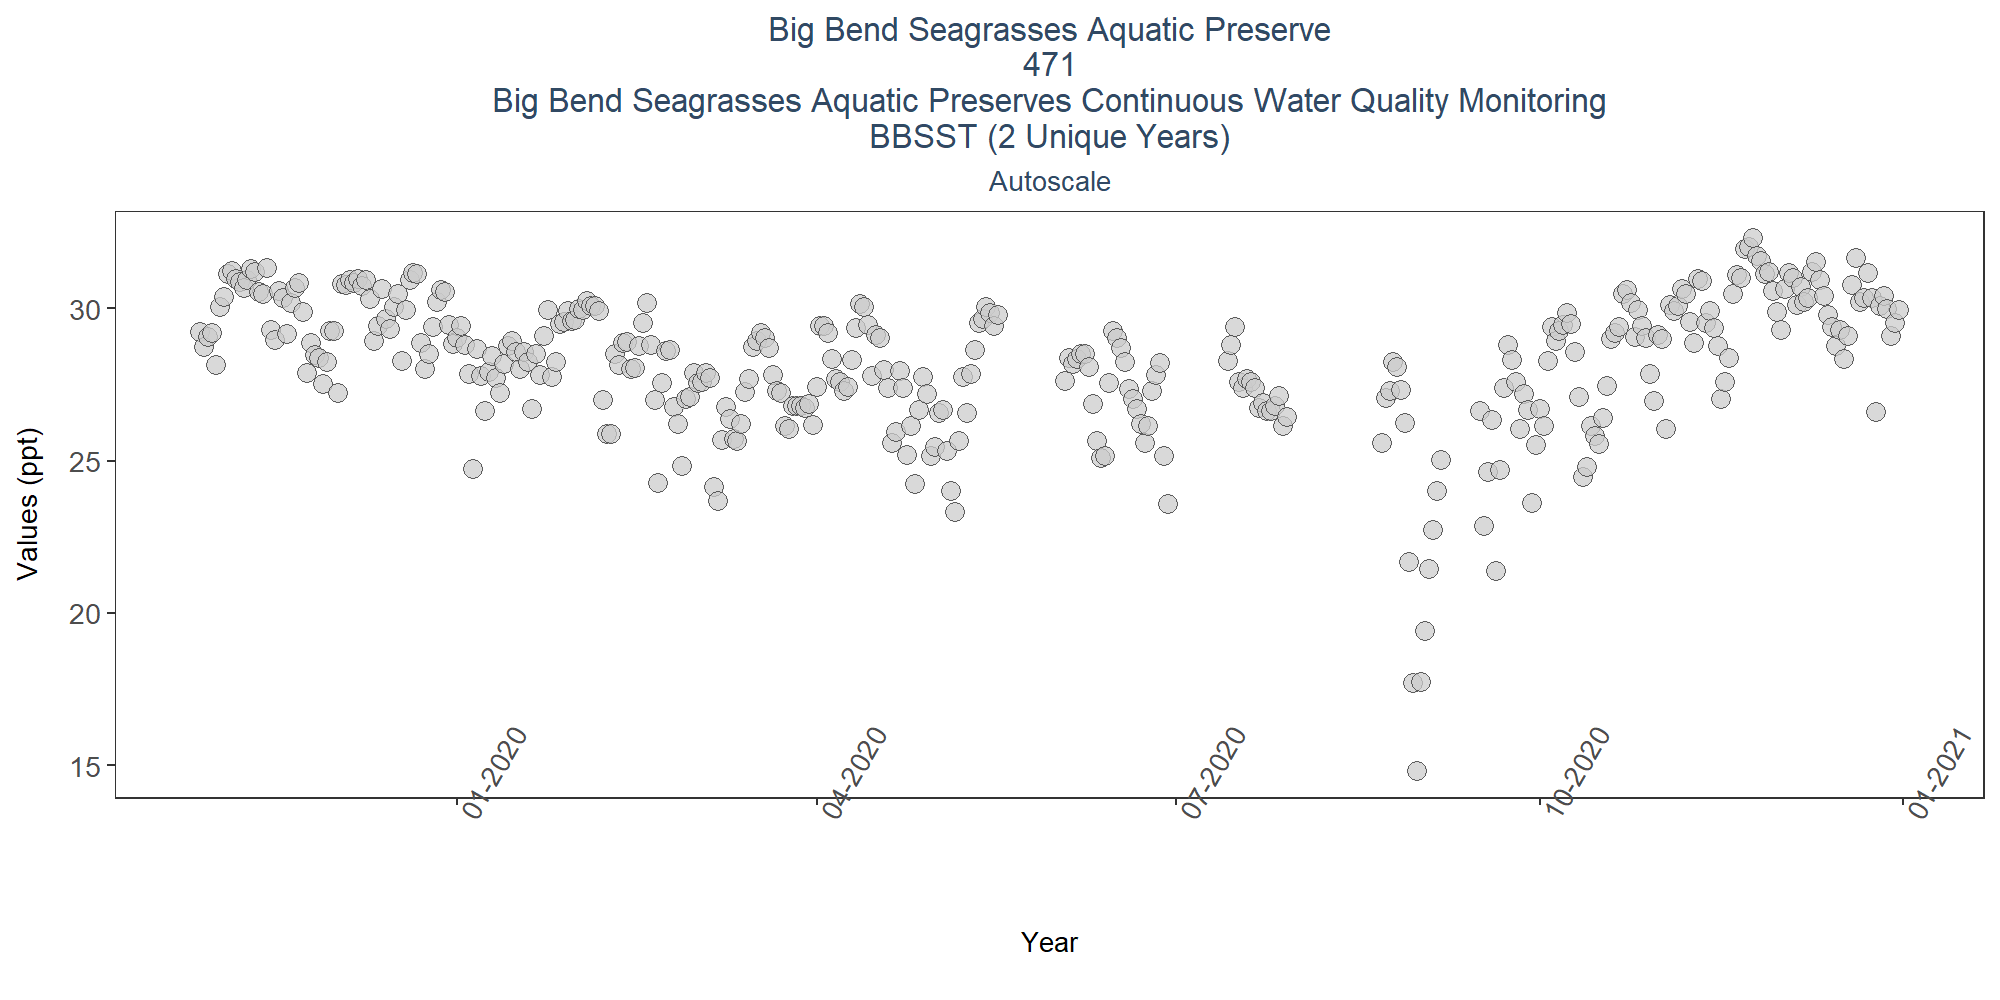 Big Bend Seagrasses Aquatic Preserve
471
Big Bend Seagrasses Aquatic Preserves Continuous Water Quality Monitoring
BBSST (2 Unique Years)
Autoscale
Values (ppt)
30
25
20
15
01-2020
04-2020
07-2020
10-2020
01-2021
Year